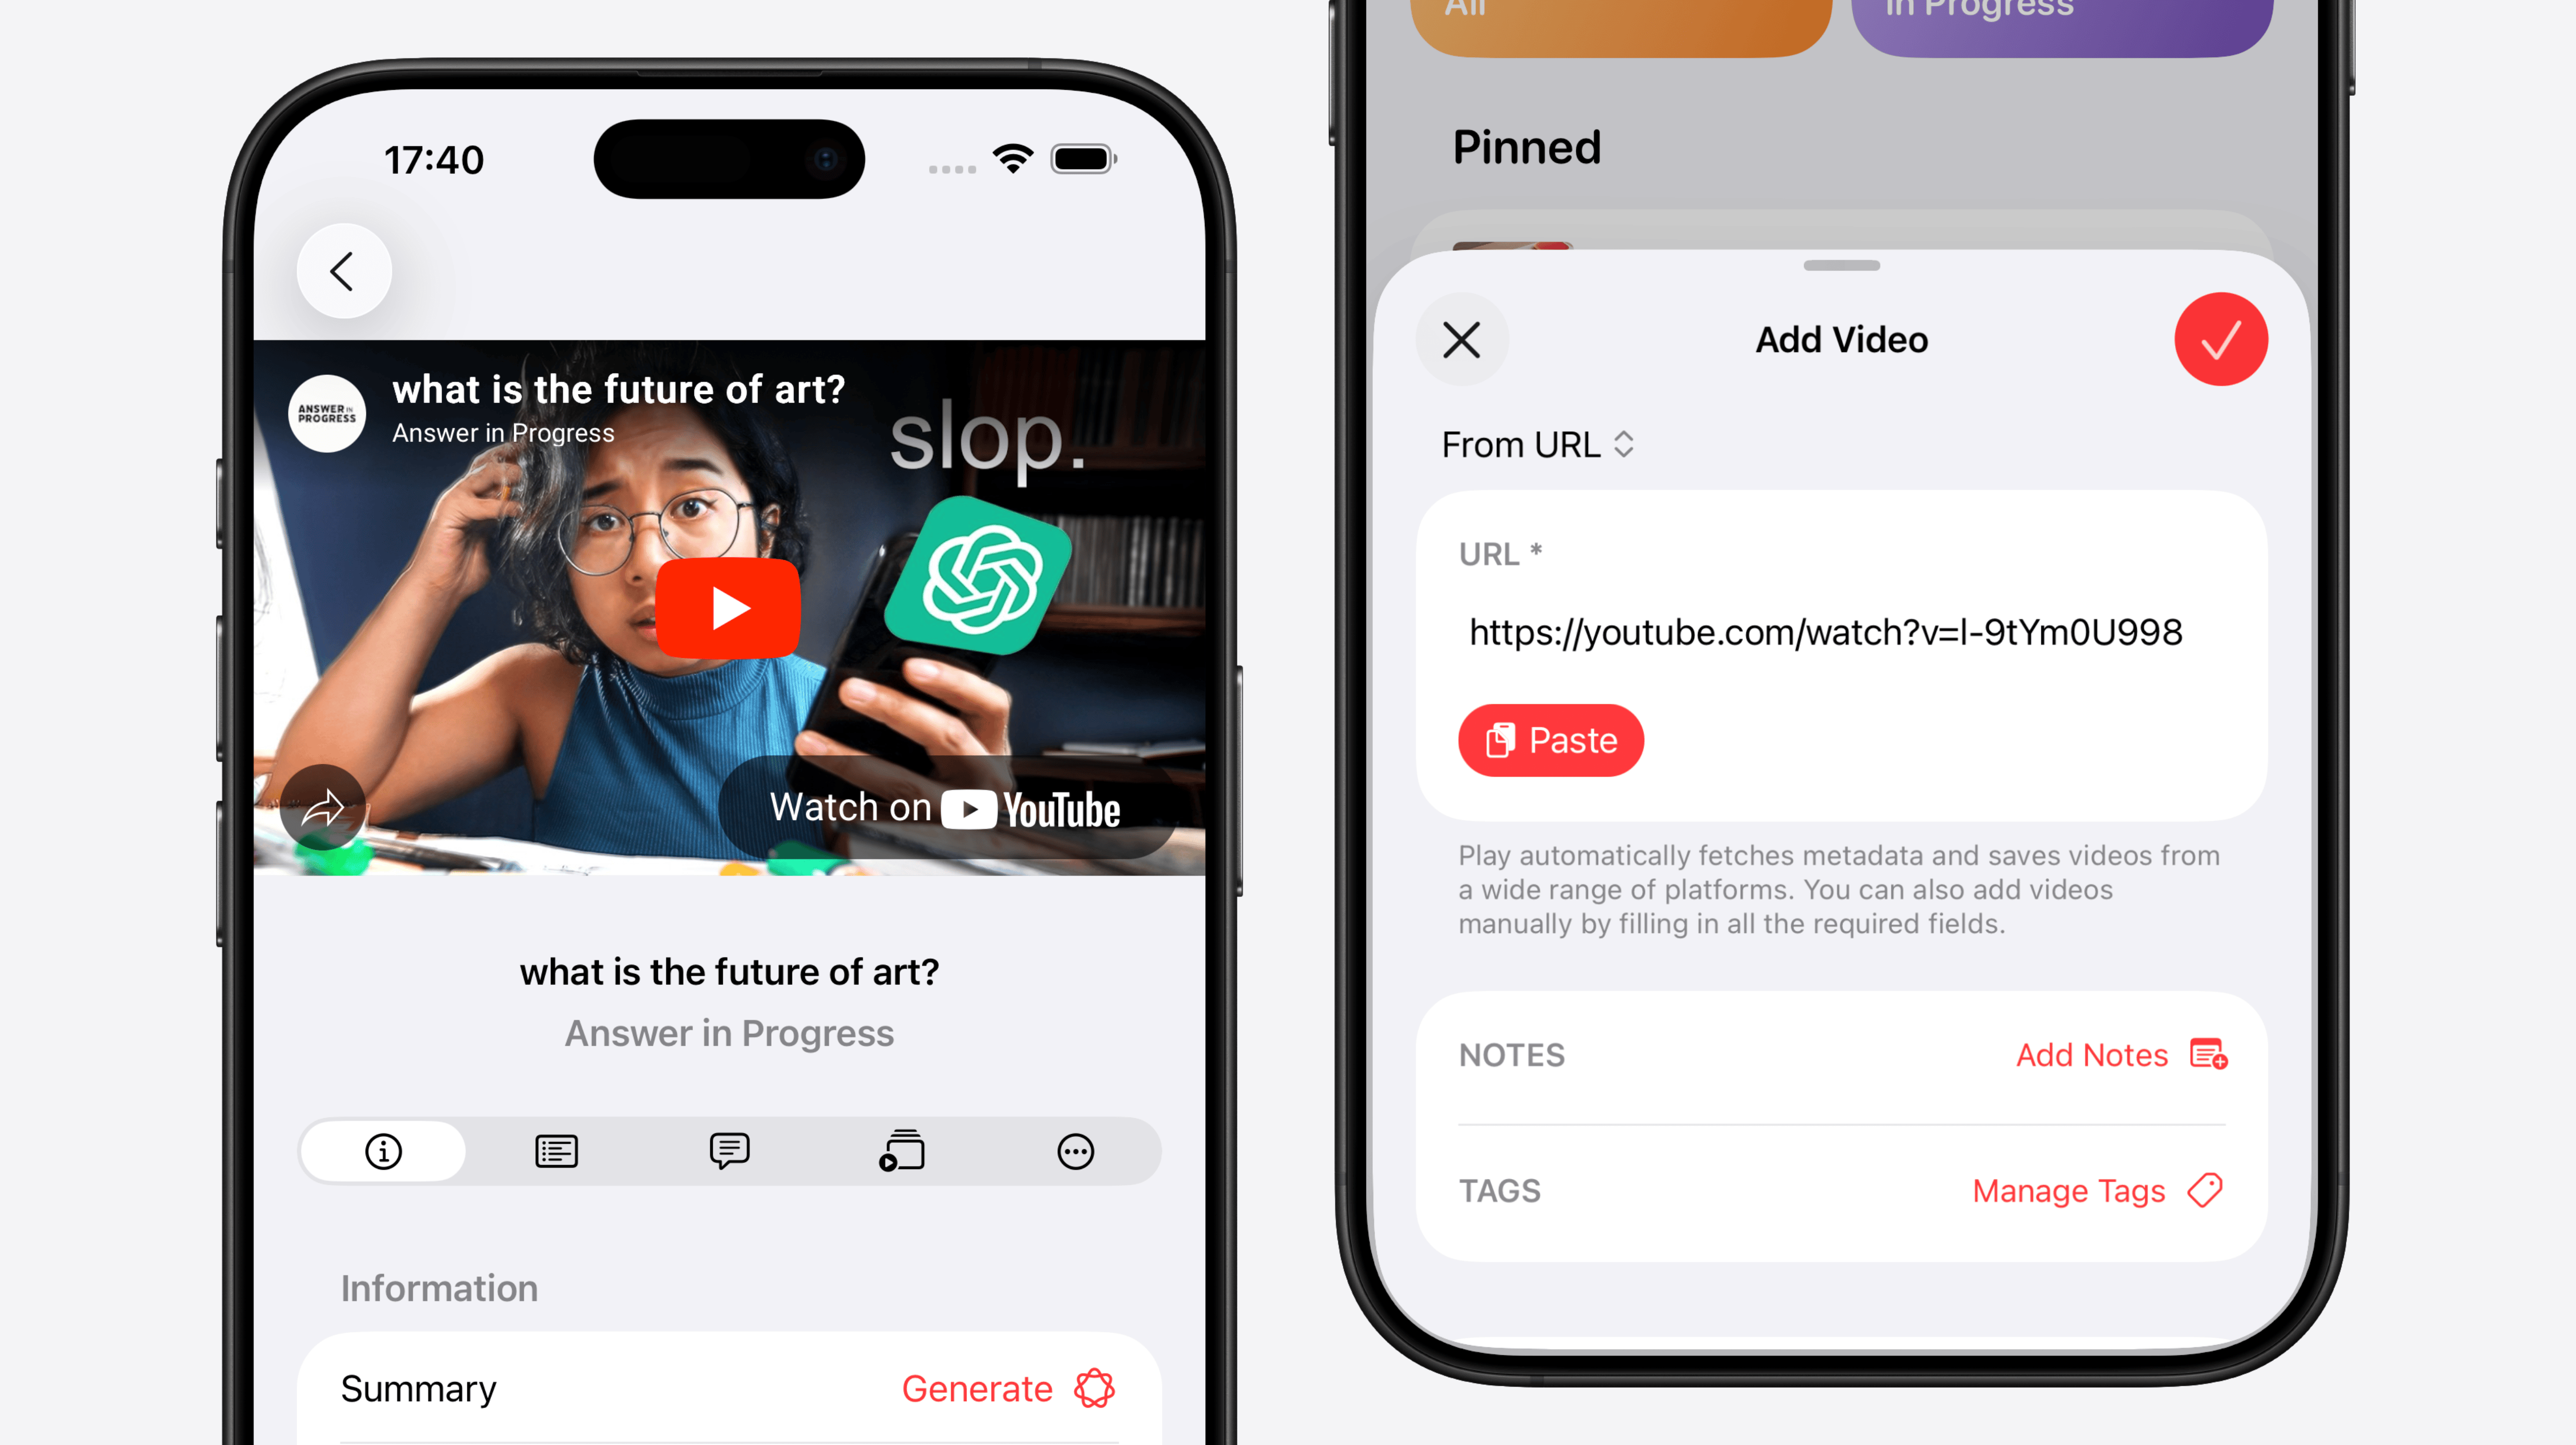 17:40
ANSWER IN
PROGRESS
what is the future of art?
Answer in Progress
slop.
Watch on YouTube
what is the future of art?
Answer in Progress
Information
Summary
Generate
All
In Progress
Pinned
Add Video
From URL
URL *
https://youtube.com/watch?v=l-9tYm0U998
Paste
Play automatically fetches metadata and saves videos from
a wide range of platforms. You can also add videos
manually by filling in all the required fields.
NOTES
Add Notes
TAGS
Manage Tags